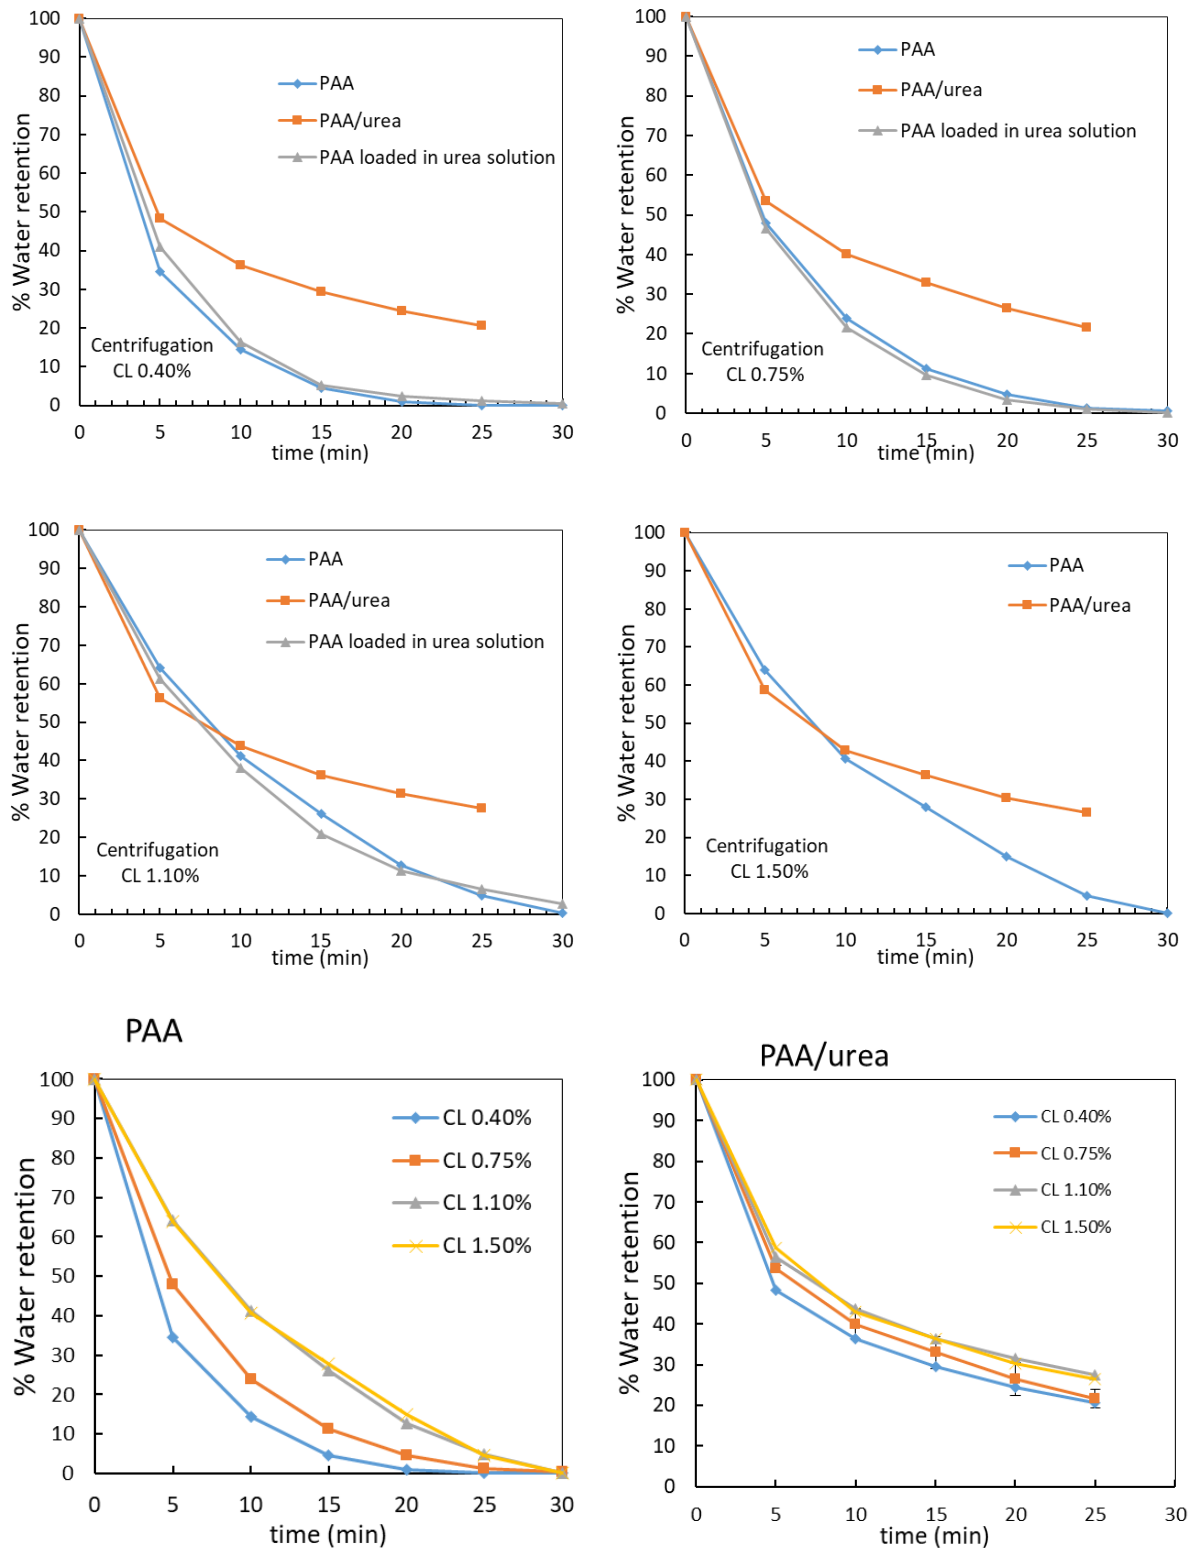 100
90
80
70
60
50
40
30
20
10
0
% Water retention
PAA
PAA/urea
PAA loaded in urea solution
Centrifugation
CL 0.40%
0 5 10 15 20 25 30
time (min)
100
90
80
70
60
50
40
30
20
10
0
% Water retention
PAA
PAA/urea
PAA loaded in urea solution
Centrifugation
CL 0.75%
0 5 10 15 20 25 30
time (min)
100
90
80
70
60
50
40
30
20
10
0
% Water retention
PAA
PAA/urea
PAA loaded in urea solution
Centrifugation
CL 1.10%
0 5 10 15 20 25 30
time (min)
100
90
80
70
60
50
40
30
20
10
0
% Water retention
PAA
PAA/urea
Centrifugation
CL 1.50%
0 5 10 15 20 25 30
time (min)
PAA
100
90
80
70
60
50
40
30
20
10
0
% Water retention
CL 0.40%
CL 0.75%
CL 1.10%
CL 1.50%
0 5 10 15 20 25 30
time (min)
PAA/urea
100
90
80
70
60
50
40
30
20
10
0
% Water retention
CL 0.40%
CL 0.75%
CL 1.10%
CL 1.50%
0 5 10 15 20 25 30
time (min)